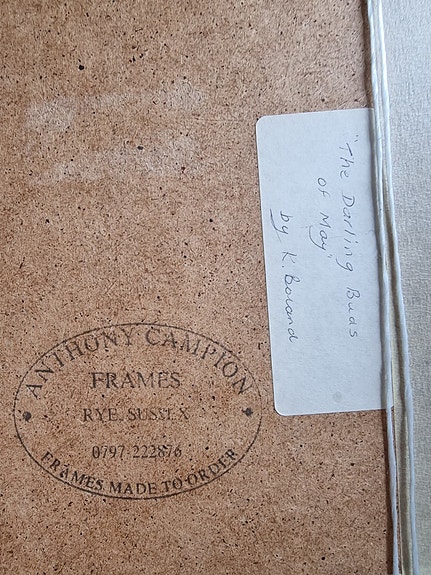 "The Darling Buds
of May"
by K. Boland
ANTHONY CAMPION
FRAMES
RYE, SUSSEX
0797 222876
FRAMES MADE TO ORDER